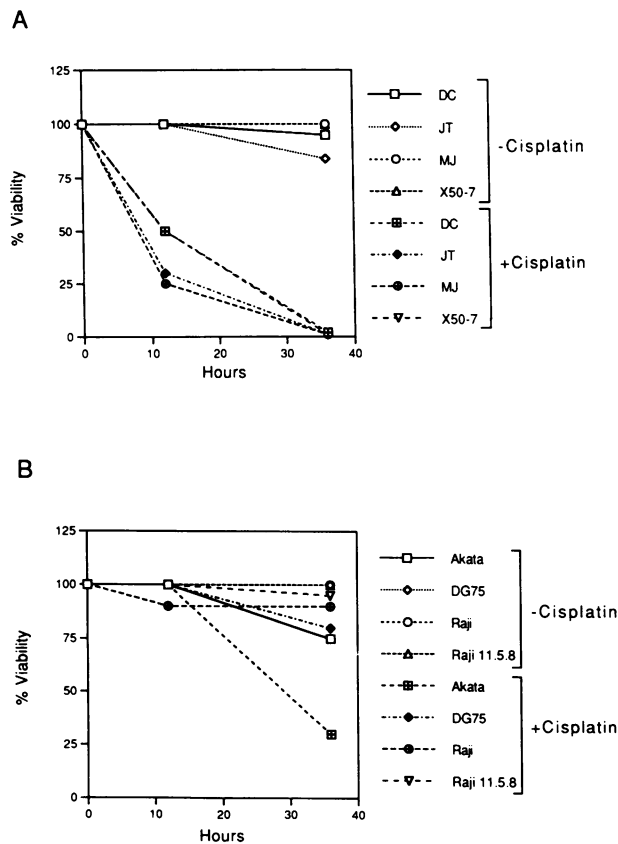 A
125
100
75
50
25
0
% Viability
0
10
20
30
40
Hours
DC
JT
MJ
X50-7
-Cisplatin
DC
JT
MJ
X50-7
+Cisplatin
B
125
100
75
50
25
0
% Viability
0
10
20
30
40
Hours
Akata
DG75
Raji
Raji 11.5.8
-Cisplatin
Akata
DG75
Raji
Raji 11.5.8
+Cisplatin